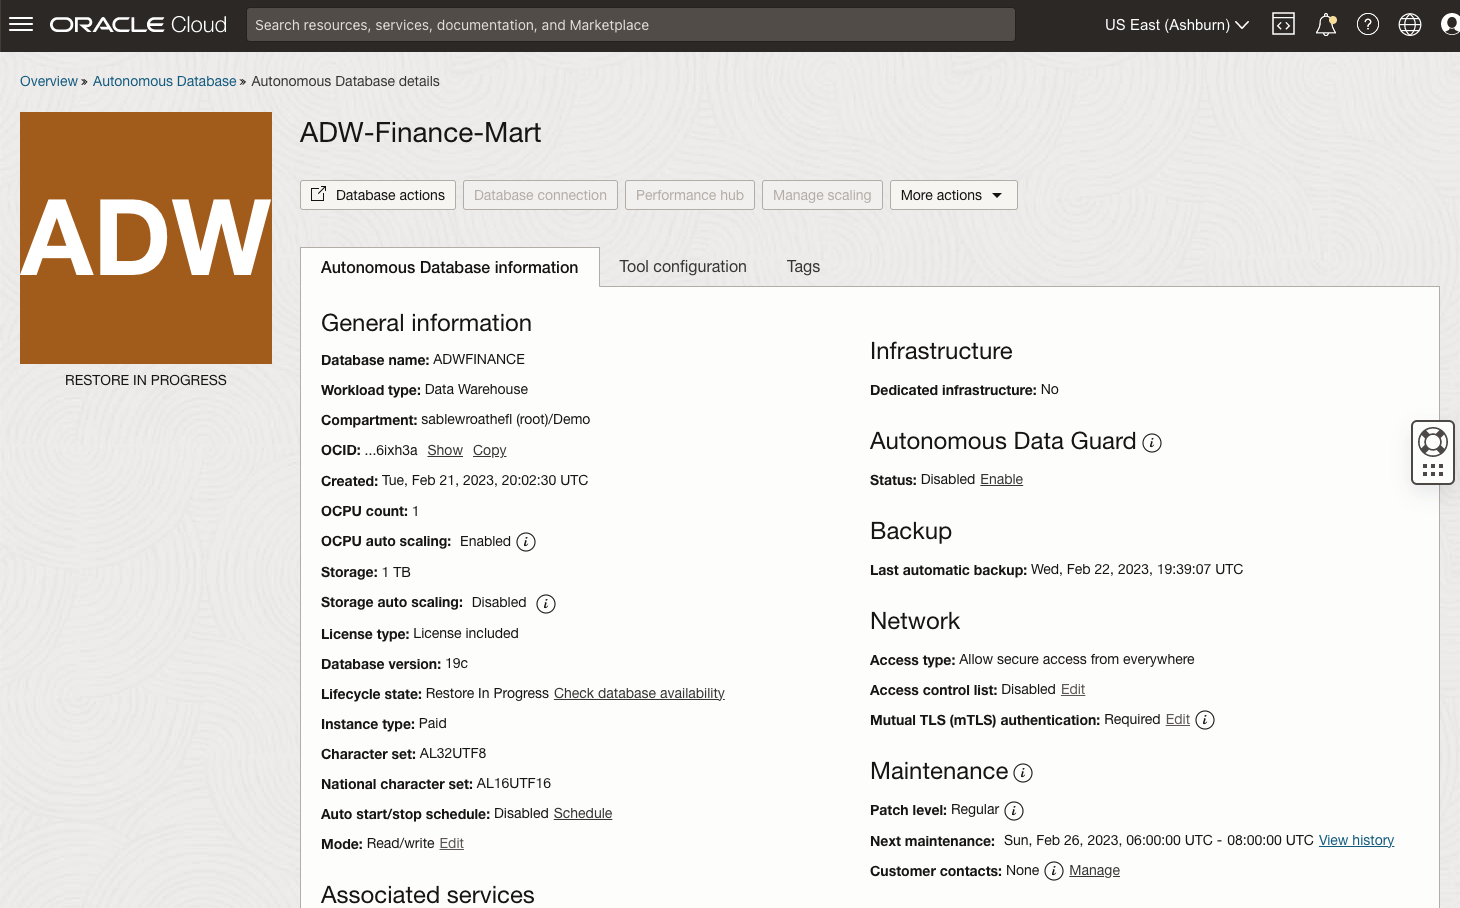 ORACLE Cloud
Search resources, services, documentation, and Marketplace
US East (Ashburn)
Overview » Autonomous Database » Autonomous Database details
ADW
RESTORE IN PROGRESS
ADW-Finance-Mart
Database actions
Database connection
Performance hub
Manage scaling
More actions
Autonomous Database information
Tool configuration
Tags
General information
Database name: ADWFINANCE
Workload type: Data Warehouse
Compartment: sablewroathefl (root)/Demo
OCID: ...6ixh3a Show Copy
Created: Tue, Feb 21, 2023, 20:02:30 UTC
OCPU count: 1
OCPU auto scaling: Enabled
Storage: 1 TB
Storage auto scaling: Disabled
License type: License included
Database version: 19c
Lifecycle state: Restore In Progress Check database availability
Instance type: Paid
Character set: AL32UTF8
National character set: AL16UTF16
Auto start/stop schedule: Disabled Schedule
Mode: Read/write Edit
Associated services
Infrastructure
Dedicated infrastructure: No
Autonomous Data Guard
Status: Disabled Enable
Backup
Last automatic backup: Wed, Feb 22, 2023, 19:39:07 UTC
Network
Access type: Allow secure access from everywhere
Access control list: Disabled Edit
Mutual TLS (mTLS) authentication: Required Edit
Maintenance
Patch level: Regular
Next maintenance: Sun, Feb 26, 2023, 06:00:00 UTC - 08:00:00 UTC View history
Customer contacts: None Manage